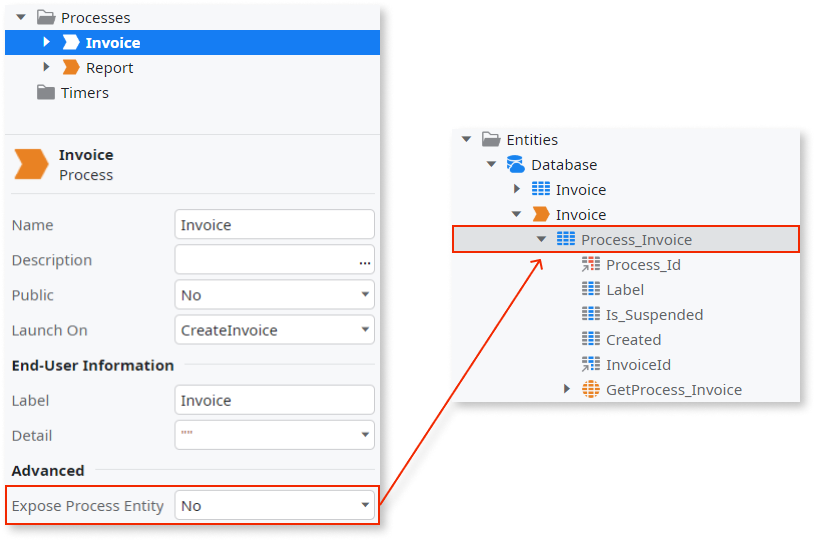 Processes
Invoice
Report
Timers
Invoice
Process
Name Invoice
Description ...
Public No
Launch On CreateInvoice
End-User Information
Label Invoice
Detail ""
Advanced
Expose Process Entity No
Entities
Database
Invoice
Invoice
Process_Invoice
Process_Id
Label
Is_Suspended
Created
InvoiceId
GetProcess_Invoice